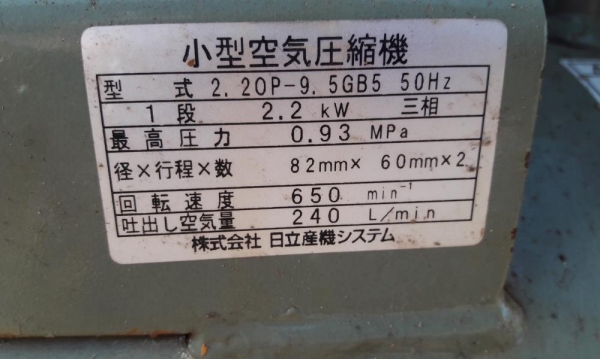 小型空気圧縮機
型 式 2.2OP-9.5GB5 50Hz
1段 2.2 kW 三相
最高圧力 0.93 MPa
径×行程×数 82mm× 60mm×2
回転速度 650 min⁻¹
吐出し空気量 240 L/min
株式会社 日立産機システム